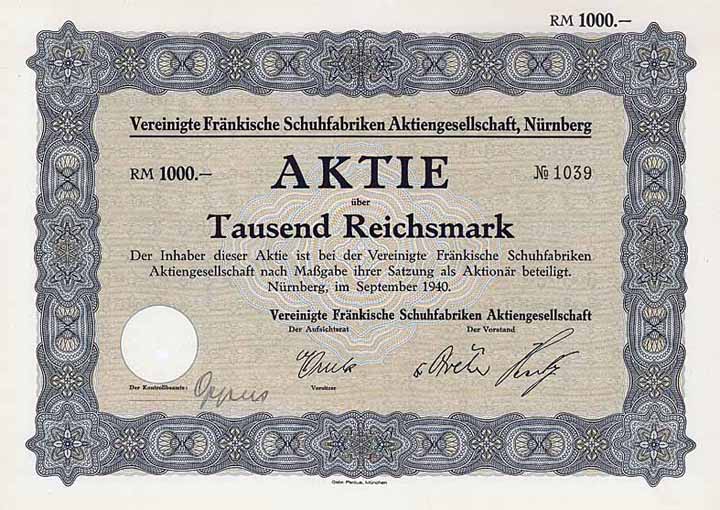 RM 1000.—
Vereinigte Fränkische Schuhfabriken Aktiengesellschaft, Nürnberg
RM 1000.— AKTIE № 1039
über
Tausend Reichsmark
Der Inhaber dieser Aktie ist bei der Vereinigte Fränkische Schuhfabriken
Aktiengesellschaft nach Maßgabe ihrer Satzung als Aktionär beteiligt.
Nürnberg, im September 1940.
Vereinigte Fränkische Schuhfabriken Aktiengesellschaft
Der Aufsichtsrat Der Vorstand
Der Kontrollbeamte: Vorsitzer
München